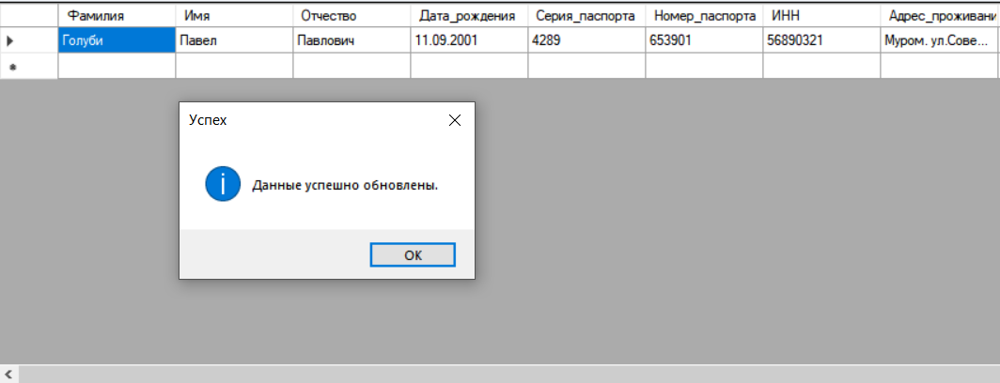 Фамилия Имя Отчество Дата_рождения Серия_паспорта Номер_паспорта ИНН Адрес_проживани
Голуби Павел Павлович 11.09.2001 4289 653901 56890321 Муром. ул.Сове...
Успех
Данные успешно обновлены.
ОК